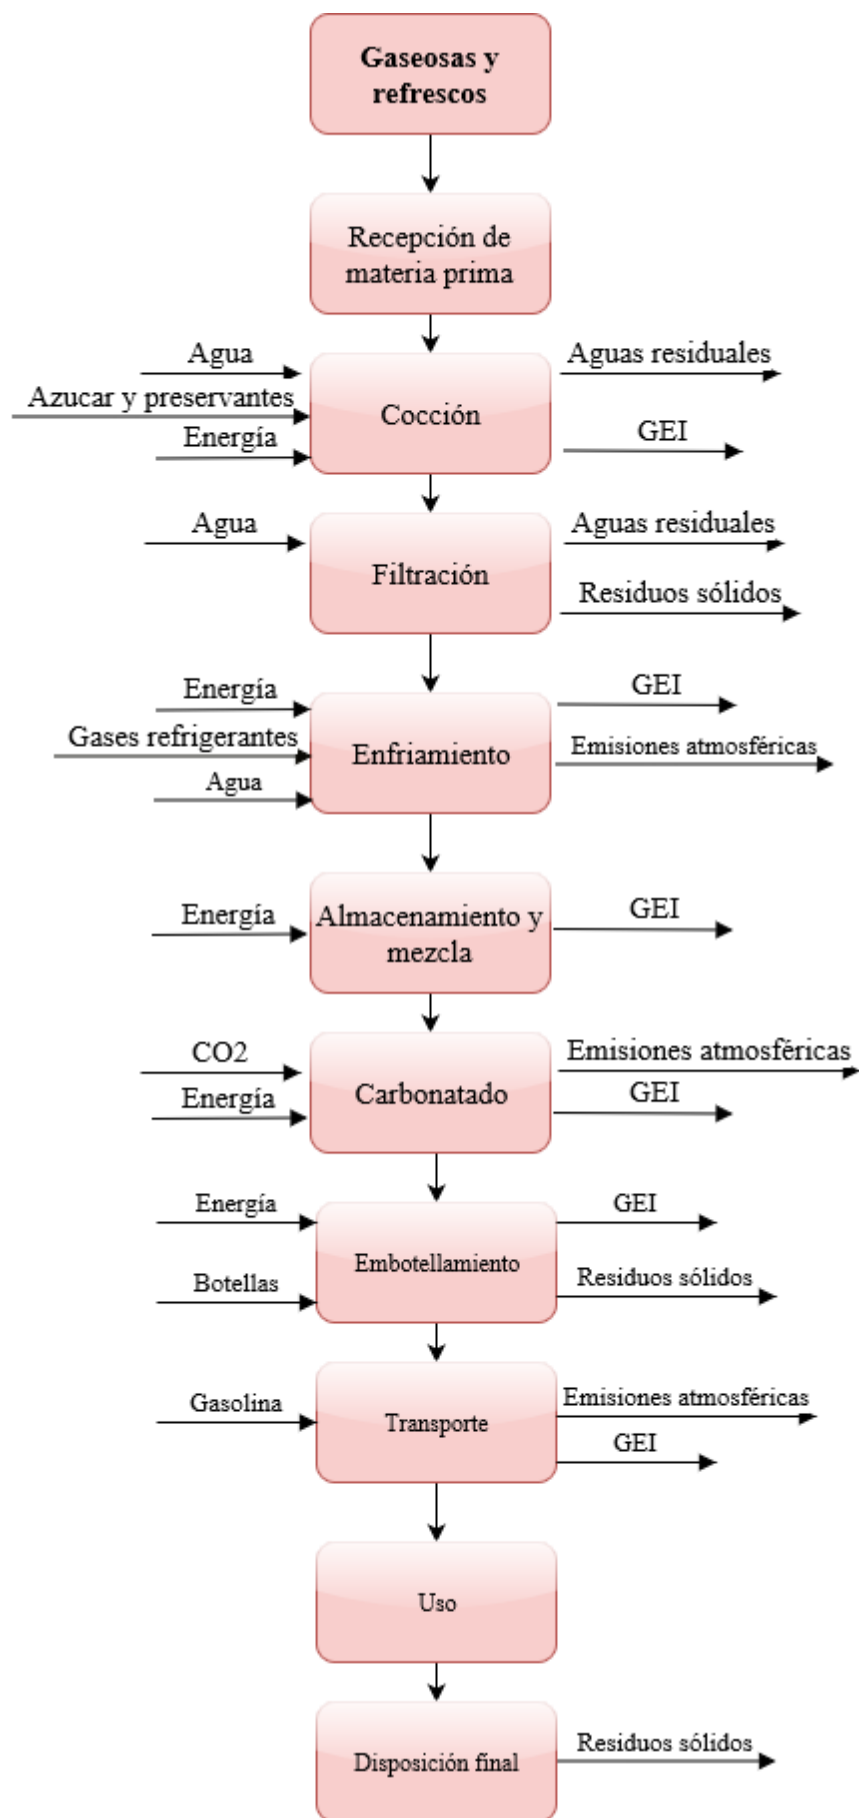 Gaseosas y
refrescos
Recepción de
materia prima
Agua
Aguas residuales
Azucar y preservantes
Cocción
Energía
GEI
Agua
Aguas residuales
Filtración
Residuos sólidos
Energía
GEI
Gases refrigerantes
Enfriamiento
Emisiones atmosféricas
Agua
Energía
Almacenamiento y
mezcla
GEI
CO2
Emisiones atmosféricas
Energía
Carbonatado
GEI
Energía
GEI
Embotellamiento
Botellas
Residuos sólidos
Gasolina
Emisiones atmosféricas
Transporte
GEI
Uso
Disposición final
Residuos sólidos